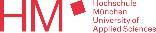 HM
Hochschule
München
University of
Applied Sciences